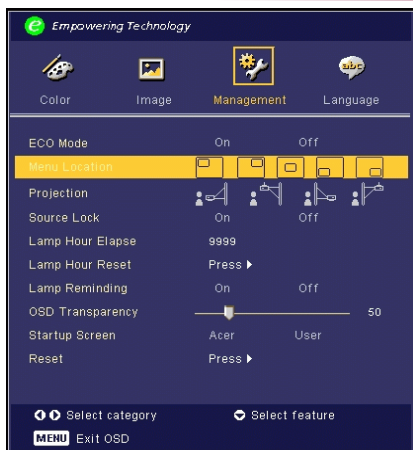 e Empowering Technology
Color Image Management Language
abc
ECO Mode On Off
Menu Location
Projection
Source Lock On Off
Lamp Hour Elapse 9999
Lamp Hour Reset Press
Lamp Reminding On Off
OSD Transparency 50
Startup Screen Acer User
Reset Press
Select category Select feature
MENU Exit OSD